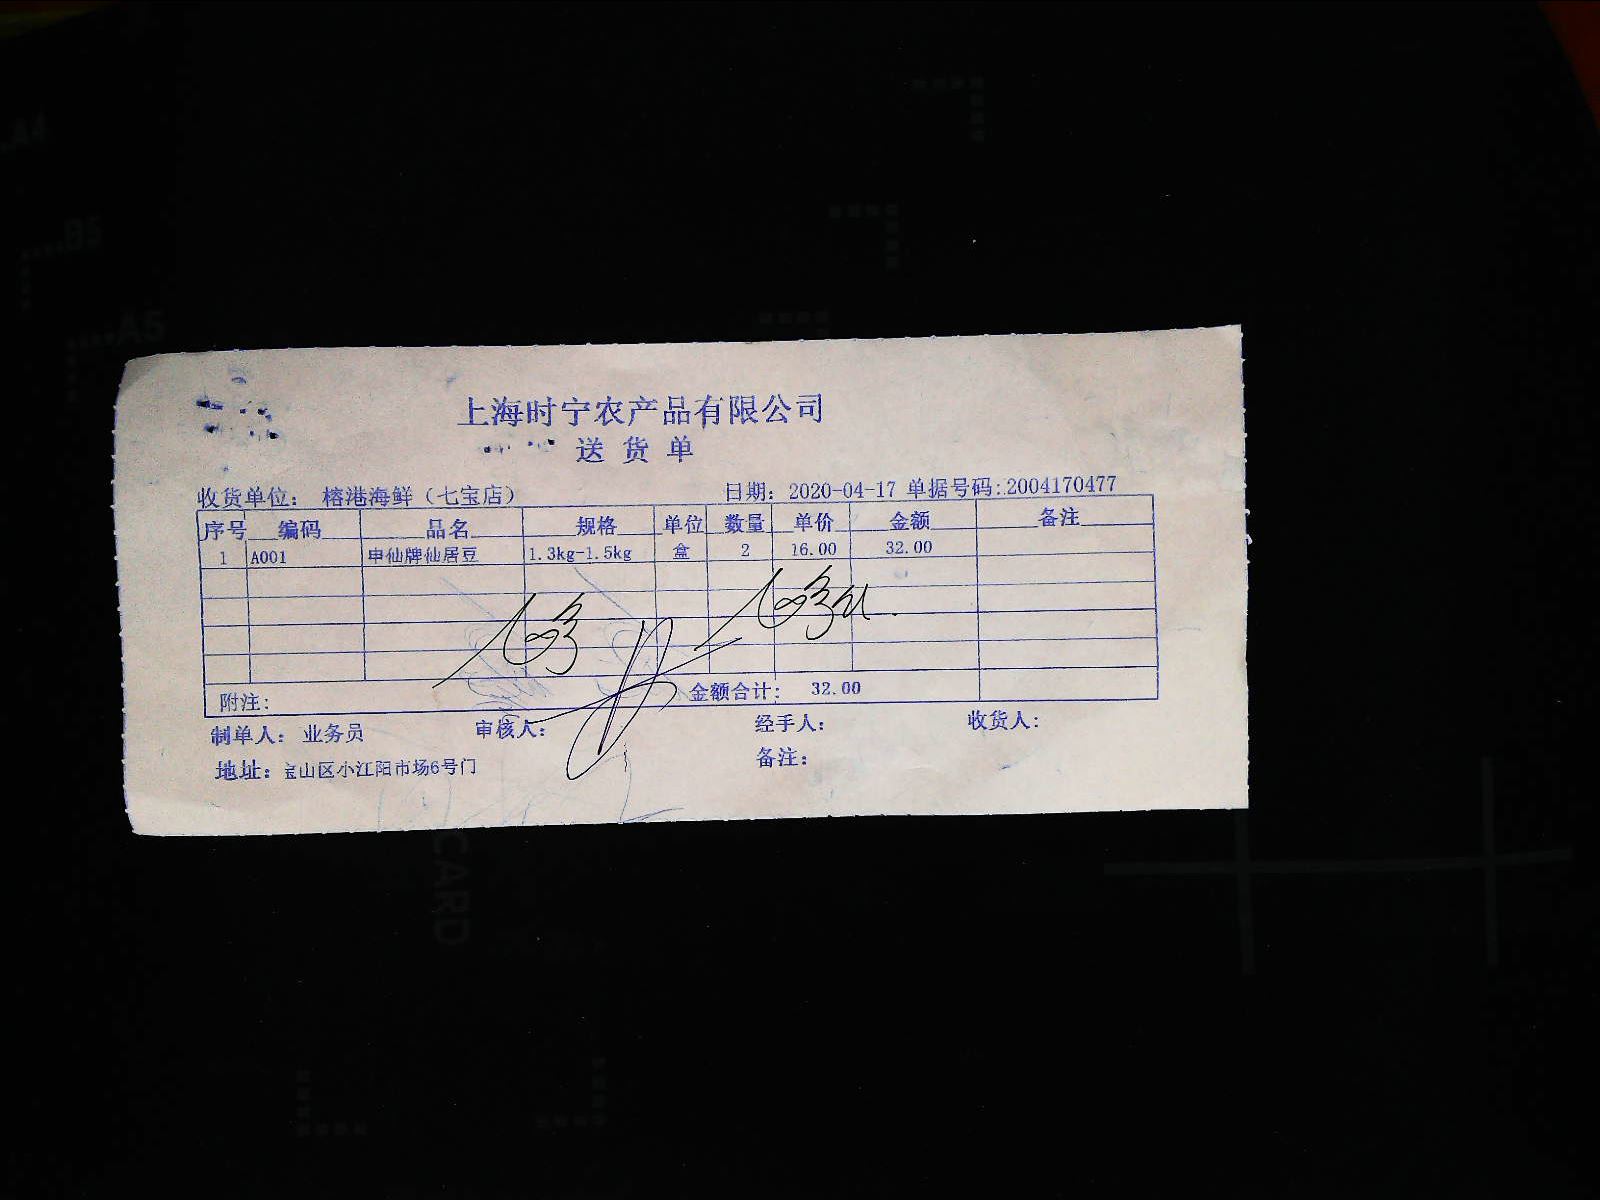 上海时宁农产品有限公司
送货单
收货单位： 榕港海鲜（七宝店） 日期：2020-04-17 单据号码:2004170477
序号 编码 品名 规格 单位 数量 单价 金额 备注
1 A001 申仙牌仙居豆 1.3kg-1.5kg 盒 2 16.00 32.00
附注： 金额合计： 32.00
制单人： 业务员 审核人： 经手人： 收货人：
地址：宝山区小江阳市场6号门 备注：
A4
B5
A5
CARD